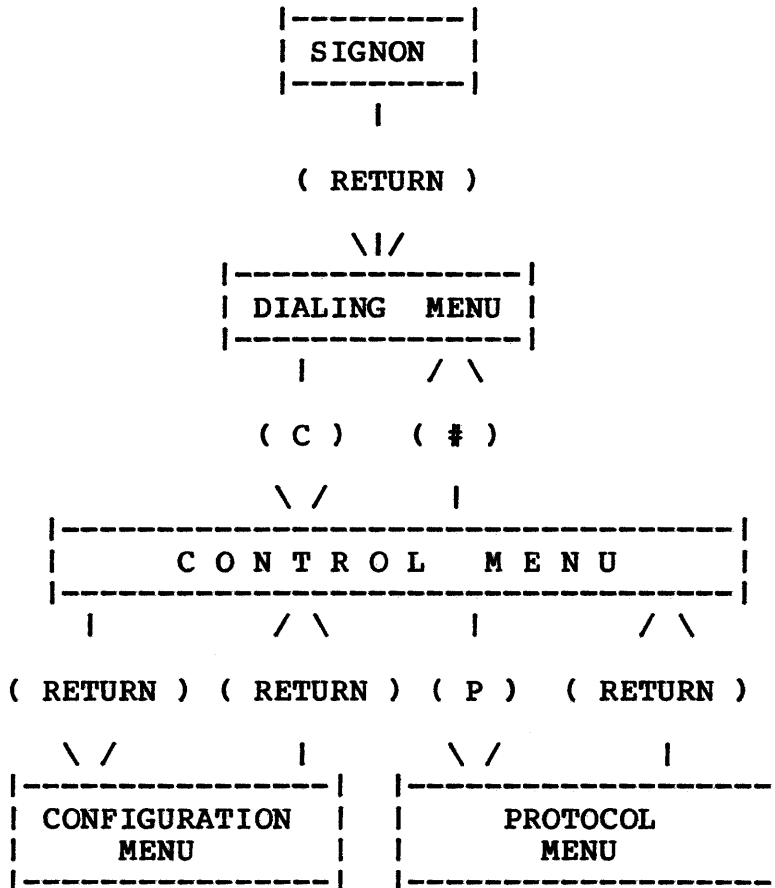 |---------|
| SIGNON |
|---------|
|
( RETURN )
\|/
|---------------|
| DIALING MENU |
|---------------|
| / \
( C ) ( # )
\ / |
|---------------------------------------|
| C O N T R O L M E N U |
|---------------------------------------|
| / \ | / \
( RETURN ) ( RETURN ) ( P ) ( RETURN )
\ / | \ / |
|-----------------| |---------------------
| CONFIGURATION | | PROTOCOL
| MENU | | MENU
|-----------------| |---------------------